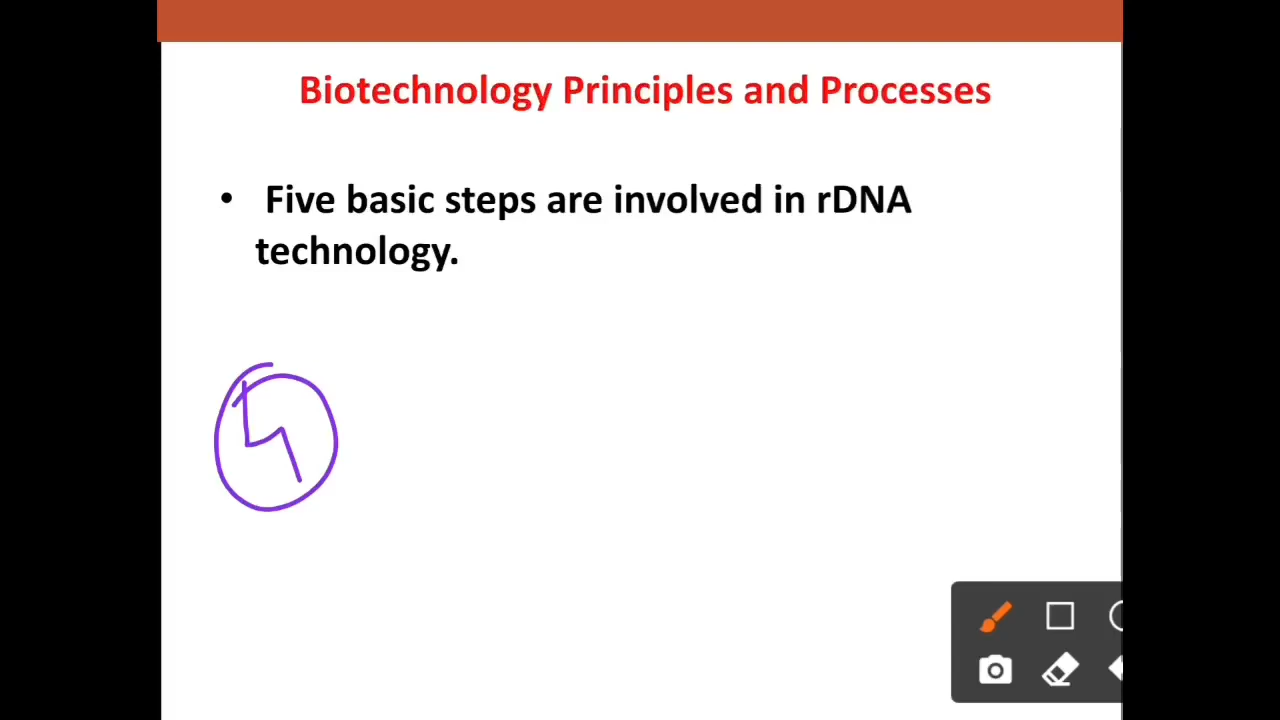 Biotechnology Principles and Processes
• Five basic steps are involved in rDNA
technology.